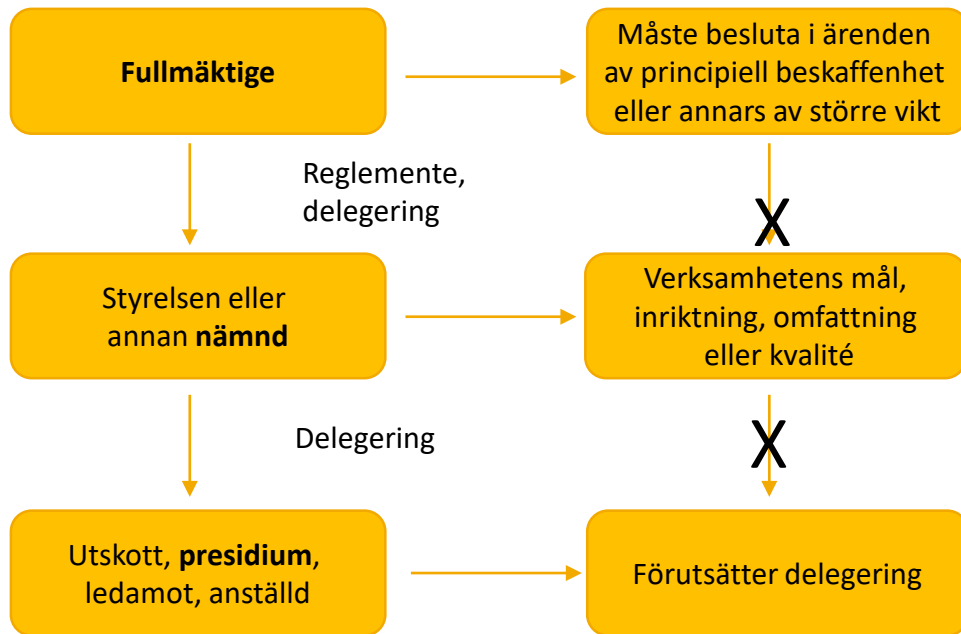 Fullmäktige
Måste besluta i ärenden
av principiell beskaffenhet
eller annars av större vikt
Reglemente,
delegering
X
Styrelsen eller
annan nämnd
Verksamhetens mål,
inriktning, omfattning
eller kvalité
Delegering
X
Utskott, presidium,
ledamot, anställd
Förutsätter delegering